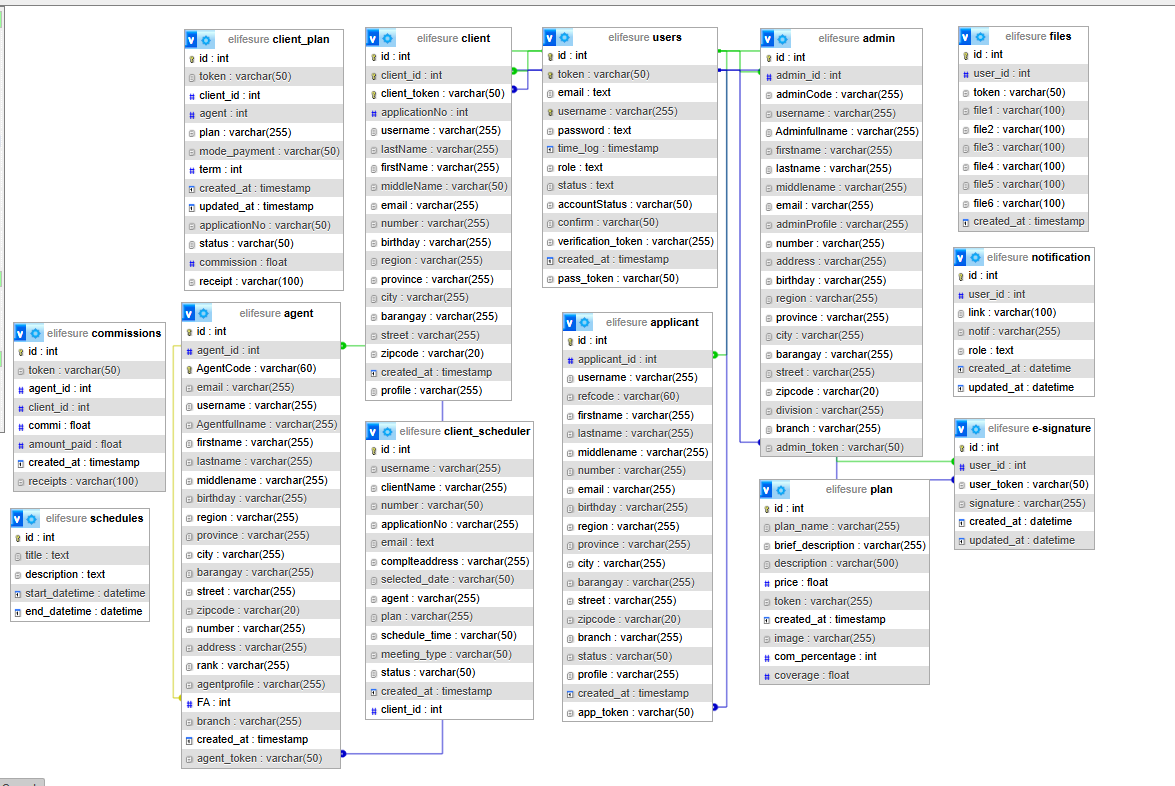 elifesure client_plan
id : int
token : varchar(50)
client_id : int
agent : int
plan : varchar(255)
mode_payment : varchar(50)
term : int
created_at : timestamp
updated_at : timestamp
applicationNo : varchar(50)
status : varchar(50)
commission : float
receipt : varchar(100)
elifesure client
id : int
client_id : int
client_token : varchar(50)
applicationNo : int
username : varchar(255)
lastName : varchar(255)
firstName : varchar(255)
middleName : varchar(50)
email : varchar(255)
number : varchar(255)
birthday : varchar(255)
region : varchar(255)
province : varchar(255)
city : varchar(255)
barangay : varchar(255)
street : varchar(255)
zipcode : varchar(20)
created_at : timestamp
profile : varchar(255)
elifesure users
id : int
token : varchar(50)
email : text
username : varchar(255)
password : text
time_log : timestamp
role : text
status : text
accountStatus : varchar(50)
confirm : varchar(50)
verification_token : varchar(255)
created_at : timestamp
pass_token : varchar(50)
elifesure admin
id : int
admin_id : int
adminCode : varchar(255)
username : varchar(255)
Adminfullname : varchar(255)
firstname : varchar(255)
lastname : varchar(255)
middlename : varchar(255)
email : varchar(255)
adminProfile : varchar(255)
number : varchar(255)
address : varchar(255)
birthday : varchar(255)
region : varchar(255)
province : varchar(255)
city : varchar(255)
barangay : varchar(255)
street : varchar(255)
zipcode : varchar(20)
division : varchar(255)
branch : varchar(255)
admin_token : varchar(50)
elifesure files
id : int
user_id : int
token : varchar(50)
file1 : varchar(100)
file2 : varchar(100)
file3 : varchar(100)
file4 : varchar(100)
file5 : varchar(100)
file6 : varchar(100)
created_at : timestamp
elifesure notification
id : int
user_id : int
link : varchar(100)
notif : varchar(255)
role : text
created_at : datetime
updated_at : datetime
elifesure commissions
id : int
token : varchar(50)
agent_id : int
client_id : int
commi : float
amount_paid : float
created_at : timestamp
receipts : varchar(100)
elifesure agent
id : int
agent_id : int
AgentCode : varchar(60)
email : varchar(255)
username : varchar(255)
Agentfullname : varchar(255)
firstname : varchar(255)
lastname : varchar(255)
middlename : varchar(255)
birthday : varchar(255)
region : varchar(255)
province : varchar(255)
city : varchar(255)
barangay : varchar(255)
street : varchar(255)
zipcode : varchar(20)
number : varchar(255)
address : varchar(255)
rank : varchar(255)
agentprofile : varchar(255)
FA : int
branch : varchar(255)
created_at : timestamp
agent_token : varchar(50)
elifesure client_scheduler
id : int
username : varchar(255)
clientName : varchar(255)
number : varchar(50)
applicationNo : varchar(255)
email : text
complteaddress : varchar(255)
selected_date : varchar(50)
agent : varchar(255)
plan : varchar(255)
schedule_time : varchar(50)
meeting_type : varchar(50)
status : varchar(50)
created_at : timestamp
client_id : int
elifesure applicant
id : int
applicant_id : int
username : varchar(255)
refcode : varchar(60)
firstname : varchar(255)
lastname : varchar(255)
middlename : varchar(255)
number : varchar(255)
email : varchar(255)
birthday : varchar(255)
region : varchar(255)
province : varchar(255)
city : varchar(255)
barangay : varchar(255)
street : varchar(255)
zipcode : varchar(20)
branch : varchar(255)
status : varchar(50)
profile : varchar(255)
created_at : timestamp
app_token : varchar(50)
elifesure e-signature
id : int
user_id : int
user_token : varchar(50)
signature : varchar(255)
created_at : datetime
updated_at : datetime
elifesure plan
id : int
plan_name : varchar(255)
brief_description : varchar(255)
description : varchar(500)
price : float
token : varchar(255)
created_at : timestamp
image : varchar(255)
com_percentage : int
coverage : float
elifesure schedules
id : int
title : text
description : text
start_datetime : datetime
end_datetime : datetime